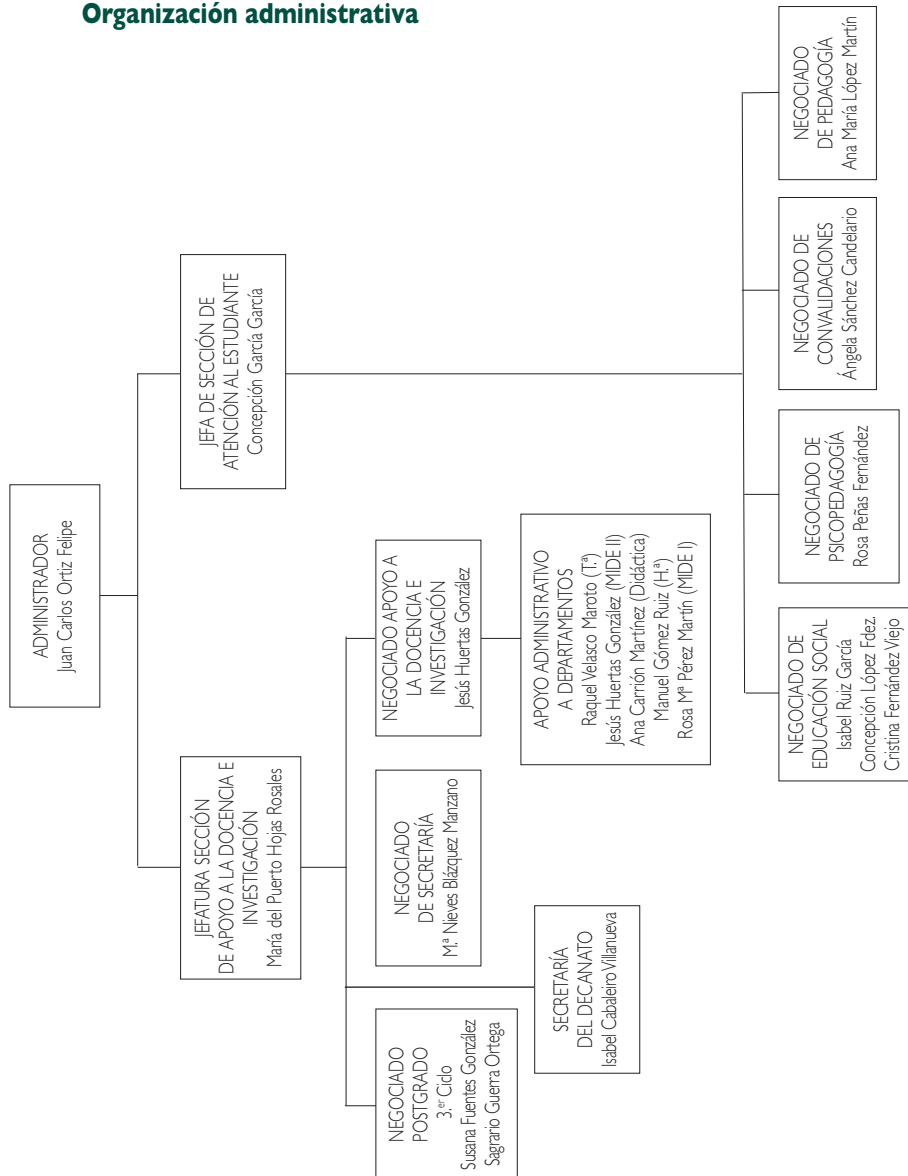 Organización administrativa
ADMINISTRADOR
Juan Carlos Ortiz Felipe
JEFATURA SECCIÓN
DE APOYO A LA DOCENCIA E
INVESTIGACIÓN
María del Puerto Hojas Rosales
JEFA DE SECCIÓN DE
ATENCIÓN AL ESTUDIANTE
Concepción García García
NEGOCIADO
POSTGRADO
3.er Ciclo
Susana Fuentes González
Sagrario Guerra Ortega
NEGOCIADO
DE SECRETARÍA
M.ª Nieves Blázquez Manzano
NEGOCIADO APOYO A
LA DOCENCIA E
INVESTIGACIÓN
Jesús Huertas González
SECRETARÍA
DEL DECANATO
Isabel Cabaleiro Villanueva
APOYO ADMINISTRATIVO
A DEPARTAMENTOS
Raquel Velasco Maroto (T.ª)
Jesús Huertas González (MIDE II)
Ana Carrión Martínez (Didáctica)
Manuel Gómez Ruiz (H.ª)
Rosa Mª Pérez Martín (MIDE I)
NEGOCIADO DE
EDUCACIÓN SOCIAL
Isabel Ruiz García
Concepción López Fdez.
Cristina Fernández Viejo
NEGOCIADO DE
PSICOPEDAGOGÍA
Rosa Peñas Fernández
NEGOCIADO DE
CONVALIDACIONES
Ángela Sánchez Candelario
NEGOCIADO
DE PEDAGOGÍA
Ana María López Martín